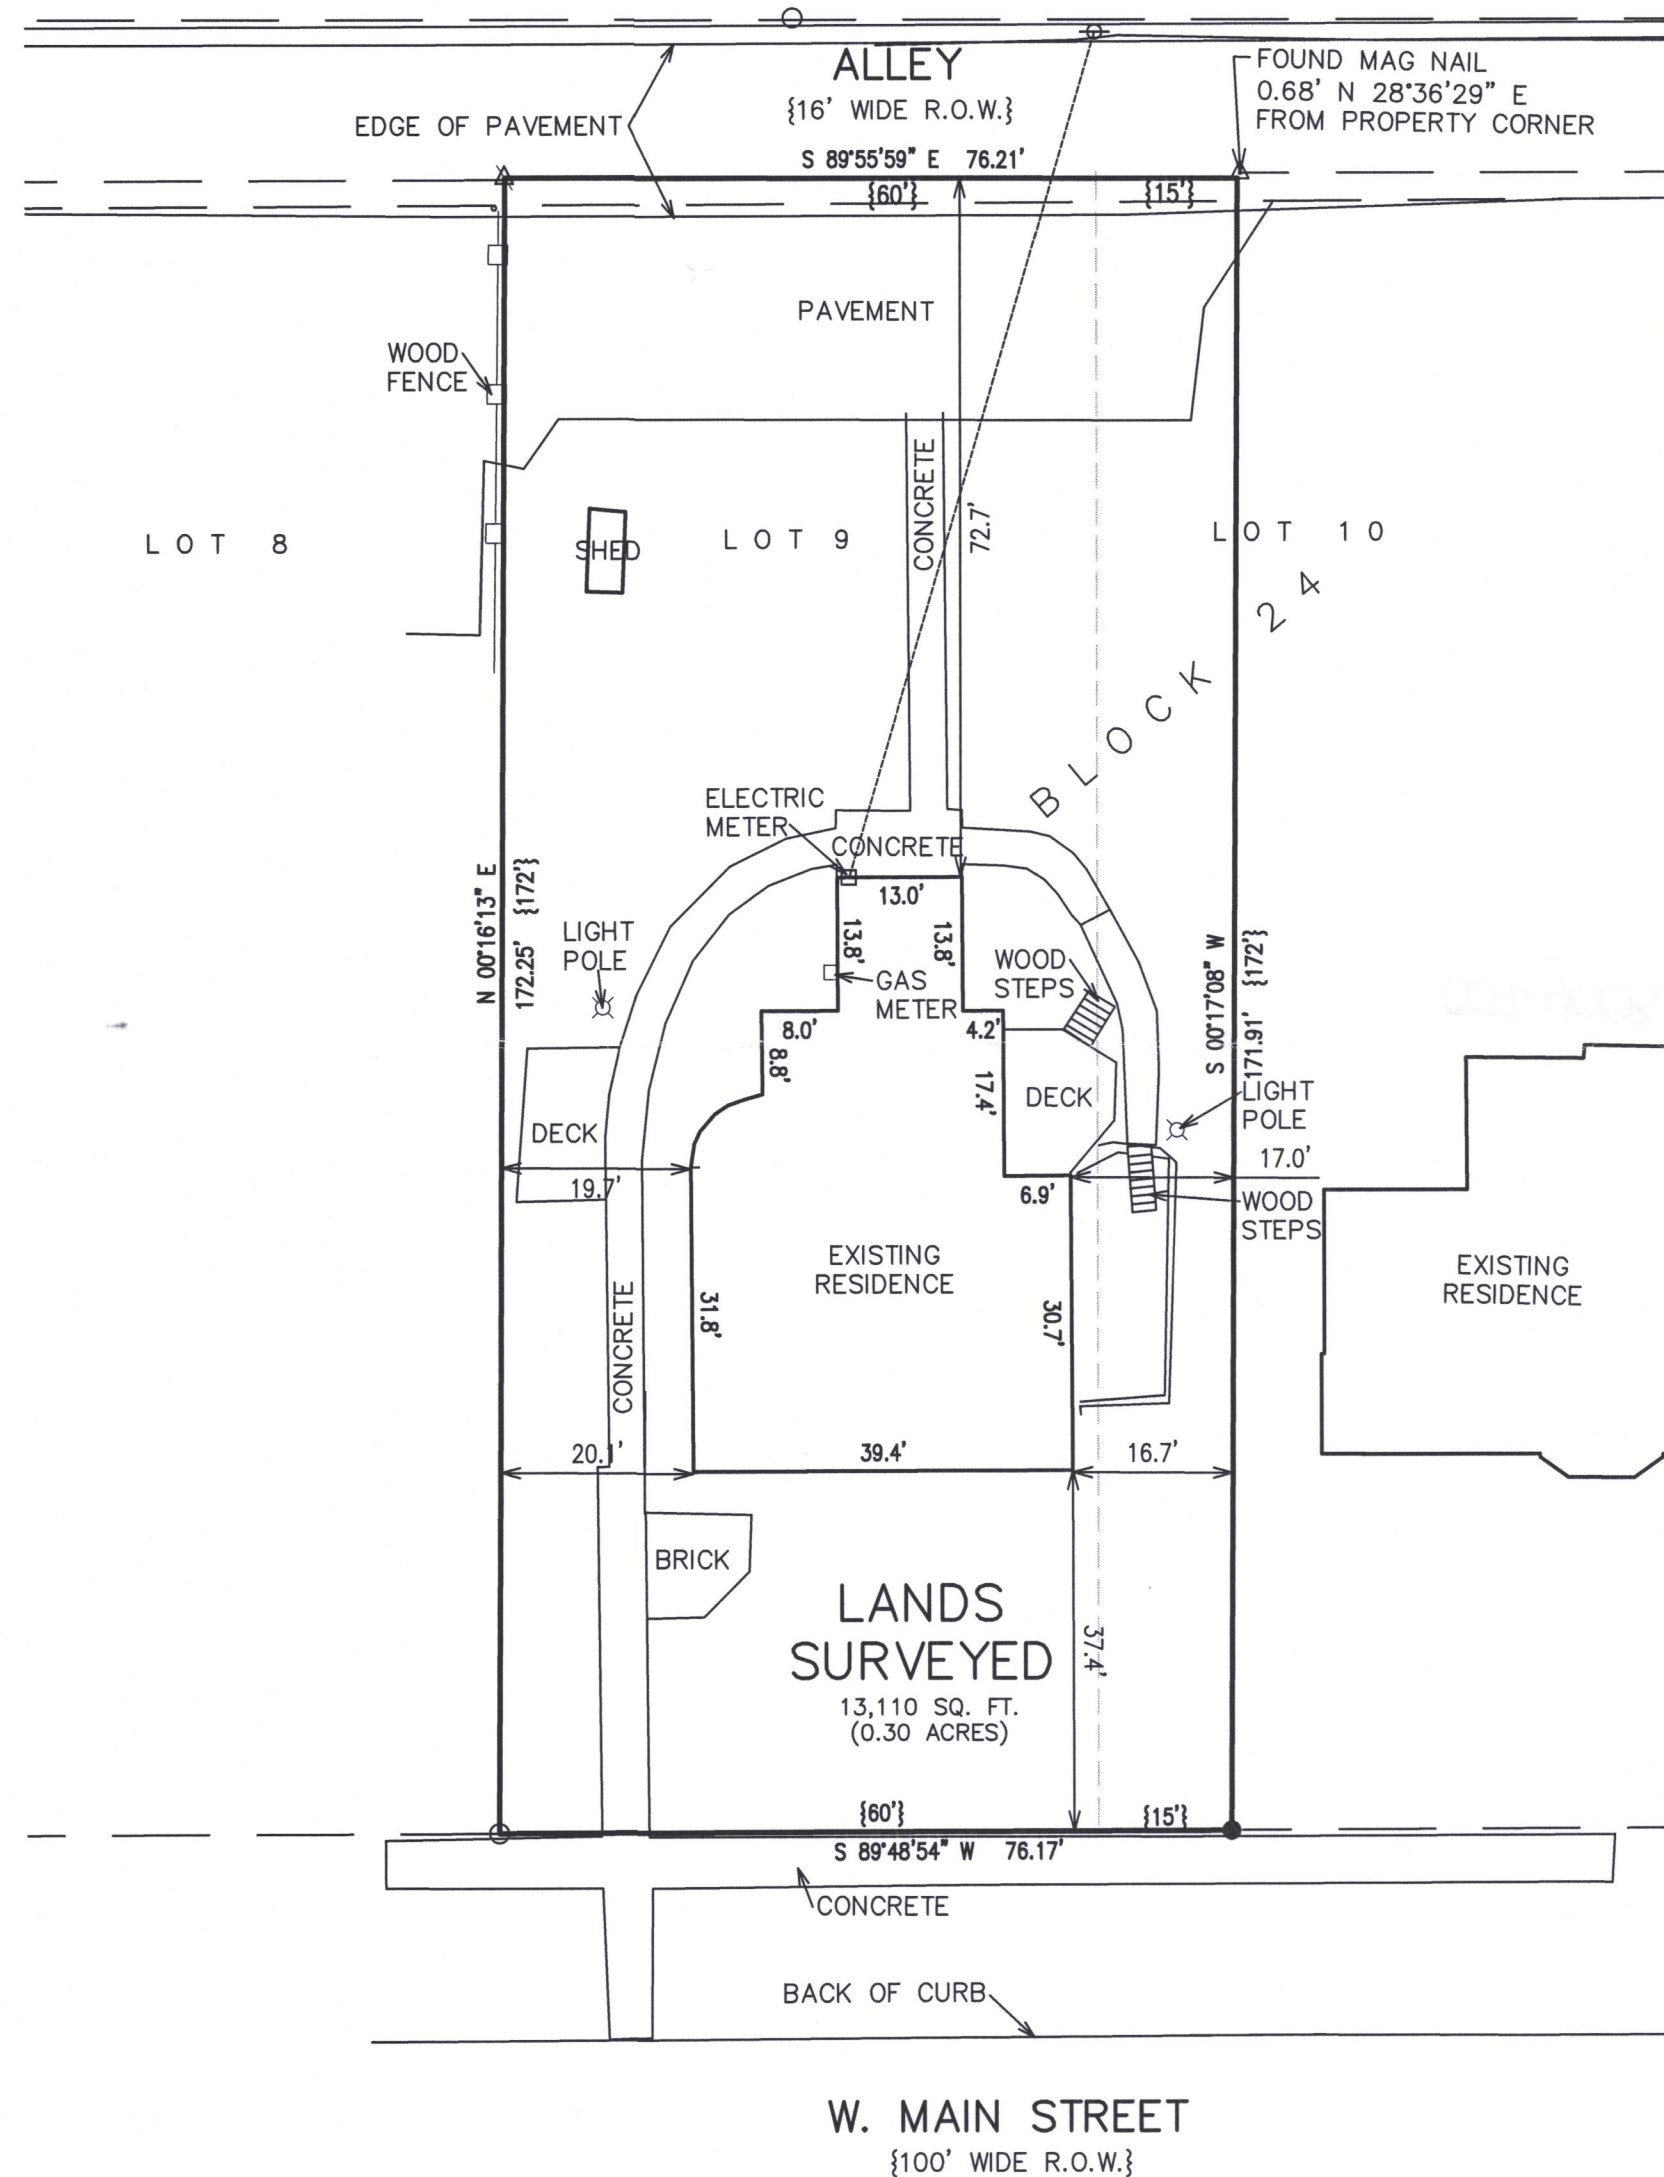 ALLEY
{16' WIDE R.O.W.}
FOUND MAG NAIL
0.68' N 28°36'29" E
FROM PROPERTY CORNER
EDGE OF PAVEMENT
S 89°55'59" E 76.21'
{60'}
{15'}
PAVEMENT
WOOD
FENCE
CONCRETE
72.7'
LOT 8
SHED
LOT 9
LOT 10
BLOCK 24
ELECTRIC
METER
CONCRETE
13.0'
N 00°16'13" E
172.25' {172'}
LIGHT
POLE
13.8'
13.8'
GAS
METER
WOOD
STEPS
S 00°17'08" W
171.91' {172'}
8.0'
4.2'
8.8'
17.4'
DECK
LIGHT
POLE
DECK
19.7'
17.0'
6.9'
WOOD
STEPS
EXISTING
RESIDENCE
EXISTING
RESIDENCE
CONCRETE
31.8'
30.7'
20.1'
39.4'
16.7'
BRICK
LANDS
SURVEYED
13,110 SQ. FT.
(0.30 ACRES)
37.4'
{60'}
{15'}
S 89°48'54" W 76.17'
CONCRETE
BACK OF CURB
W. MAIN STREET
{100' WIDE R.O.W.}